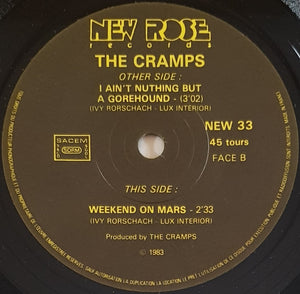 NEW ROSE
records
THE CRAMPS
OTHER SIDE :
I AIN'T NUTHING BUT
A GOREHOUND - (3'02)
(IVY RORSCHACH - LUX INTERIOR)
SACEM
SDRM
NEW 33
45 tours
FACE B
THIS SIDE :
WEEKEND ON MARS - 2'33
(IVY RORSCHACH - LUX INTERIOR)
Produced by THE CRAMPS
© 1983